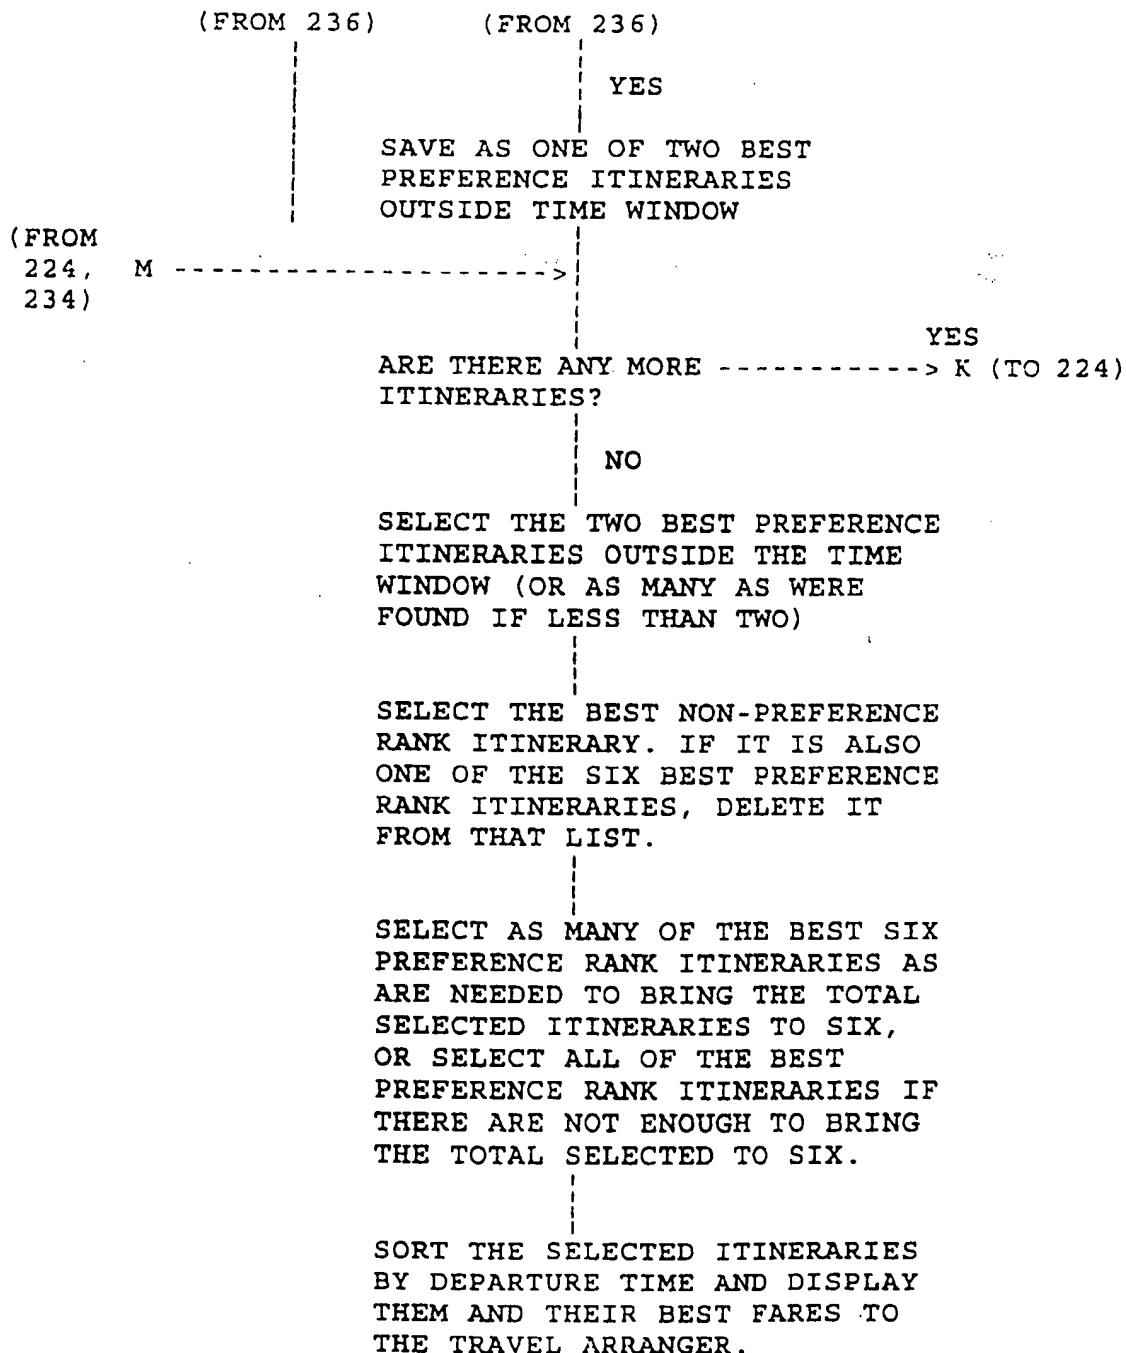 (FROM 236) (FROM 236)
YES
SAVE AS ONE OF TWO BEST
PREFERENCE ITINERARIES
OUTSIDE TIME WINDOW
(FROM
224, M
234)
YES
ARE THERE ANY MORE K (TO 224)
ITINERARIES?
NO
SELECT THE TWO BEST PREFERENCE
ITINERARIES OUTSIDE THE TIME
WINDOW (OR AS MANY AS WERE
FOUND IF LESS THAN TWO)
SELECT THE BEST NON-PREFERENCE
RANK ITINERARY. IF IT IS ALSO
ONE OF THE SIX BEST PREFERENCE
RANK ITINERARIES, DELETE IT
FROM THAT LIST.
SELECT AS MANY OF THE BEST SIX
PREFERENCE RANK ITINERARIES AS
ARE NEEDED TO BRING THE TOTAL
SELECTED ITINERARIES TO SIX,
OR SELECT ALL OF THE BEST
PREFERENCE RANK ITINERARIES IF
THERE ARE NOT ENOUGH TO BRING
THE TOTAL SELECTED TO SIX.
SORT THE SELECTED ITINERARIES
BY DEPARTURE TIME AND DISPLAY
THEM AND THEIR BEST FARES TO
THE TRAVEL ARRANGER.